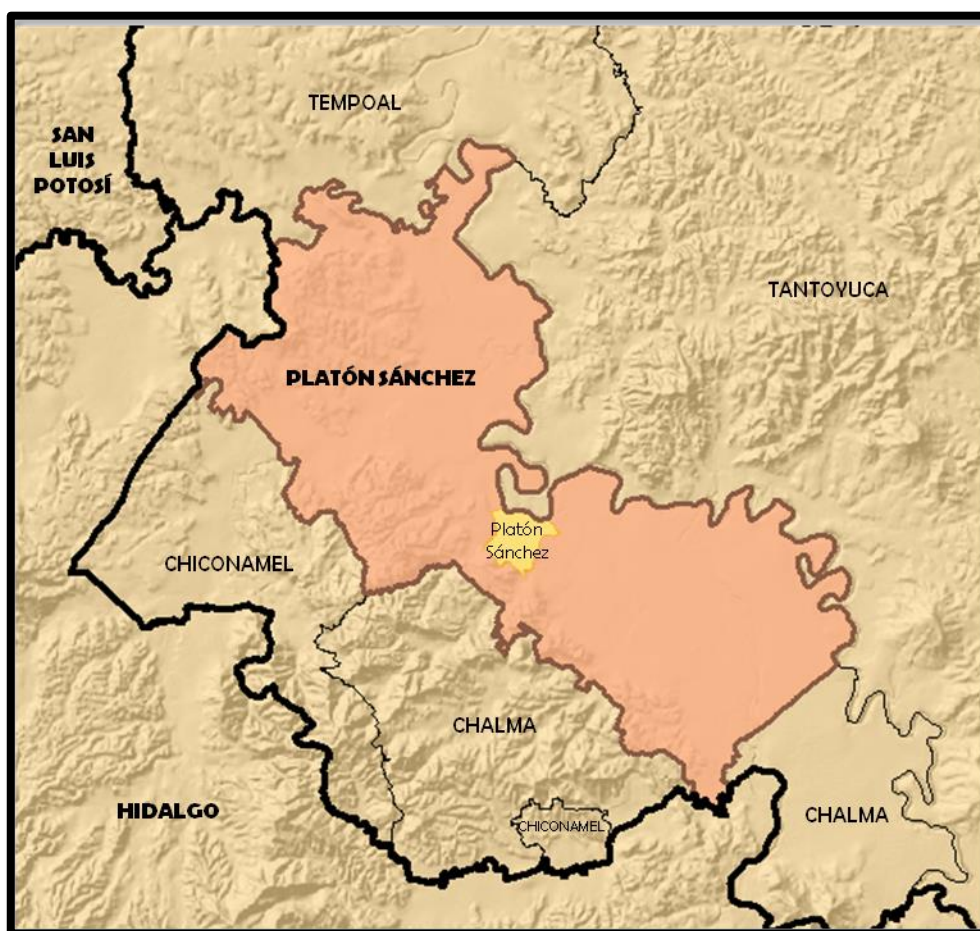 TEMPOAL
SAN
LUIS
POTOSÍ
TANTOYUCA
PLATÓN SÁNCHEZ
Platón
Sánchez
CHICONAMEL
CHALMA
HIDALGO
CHICONAMEL
CHALMA